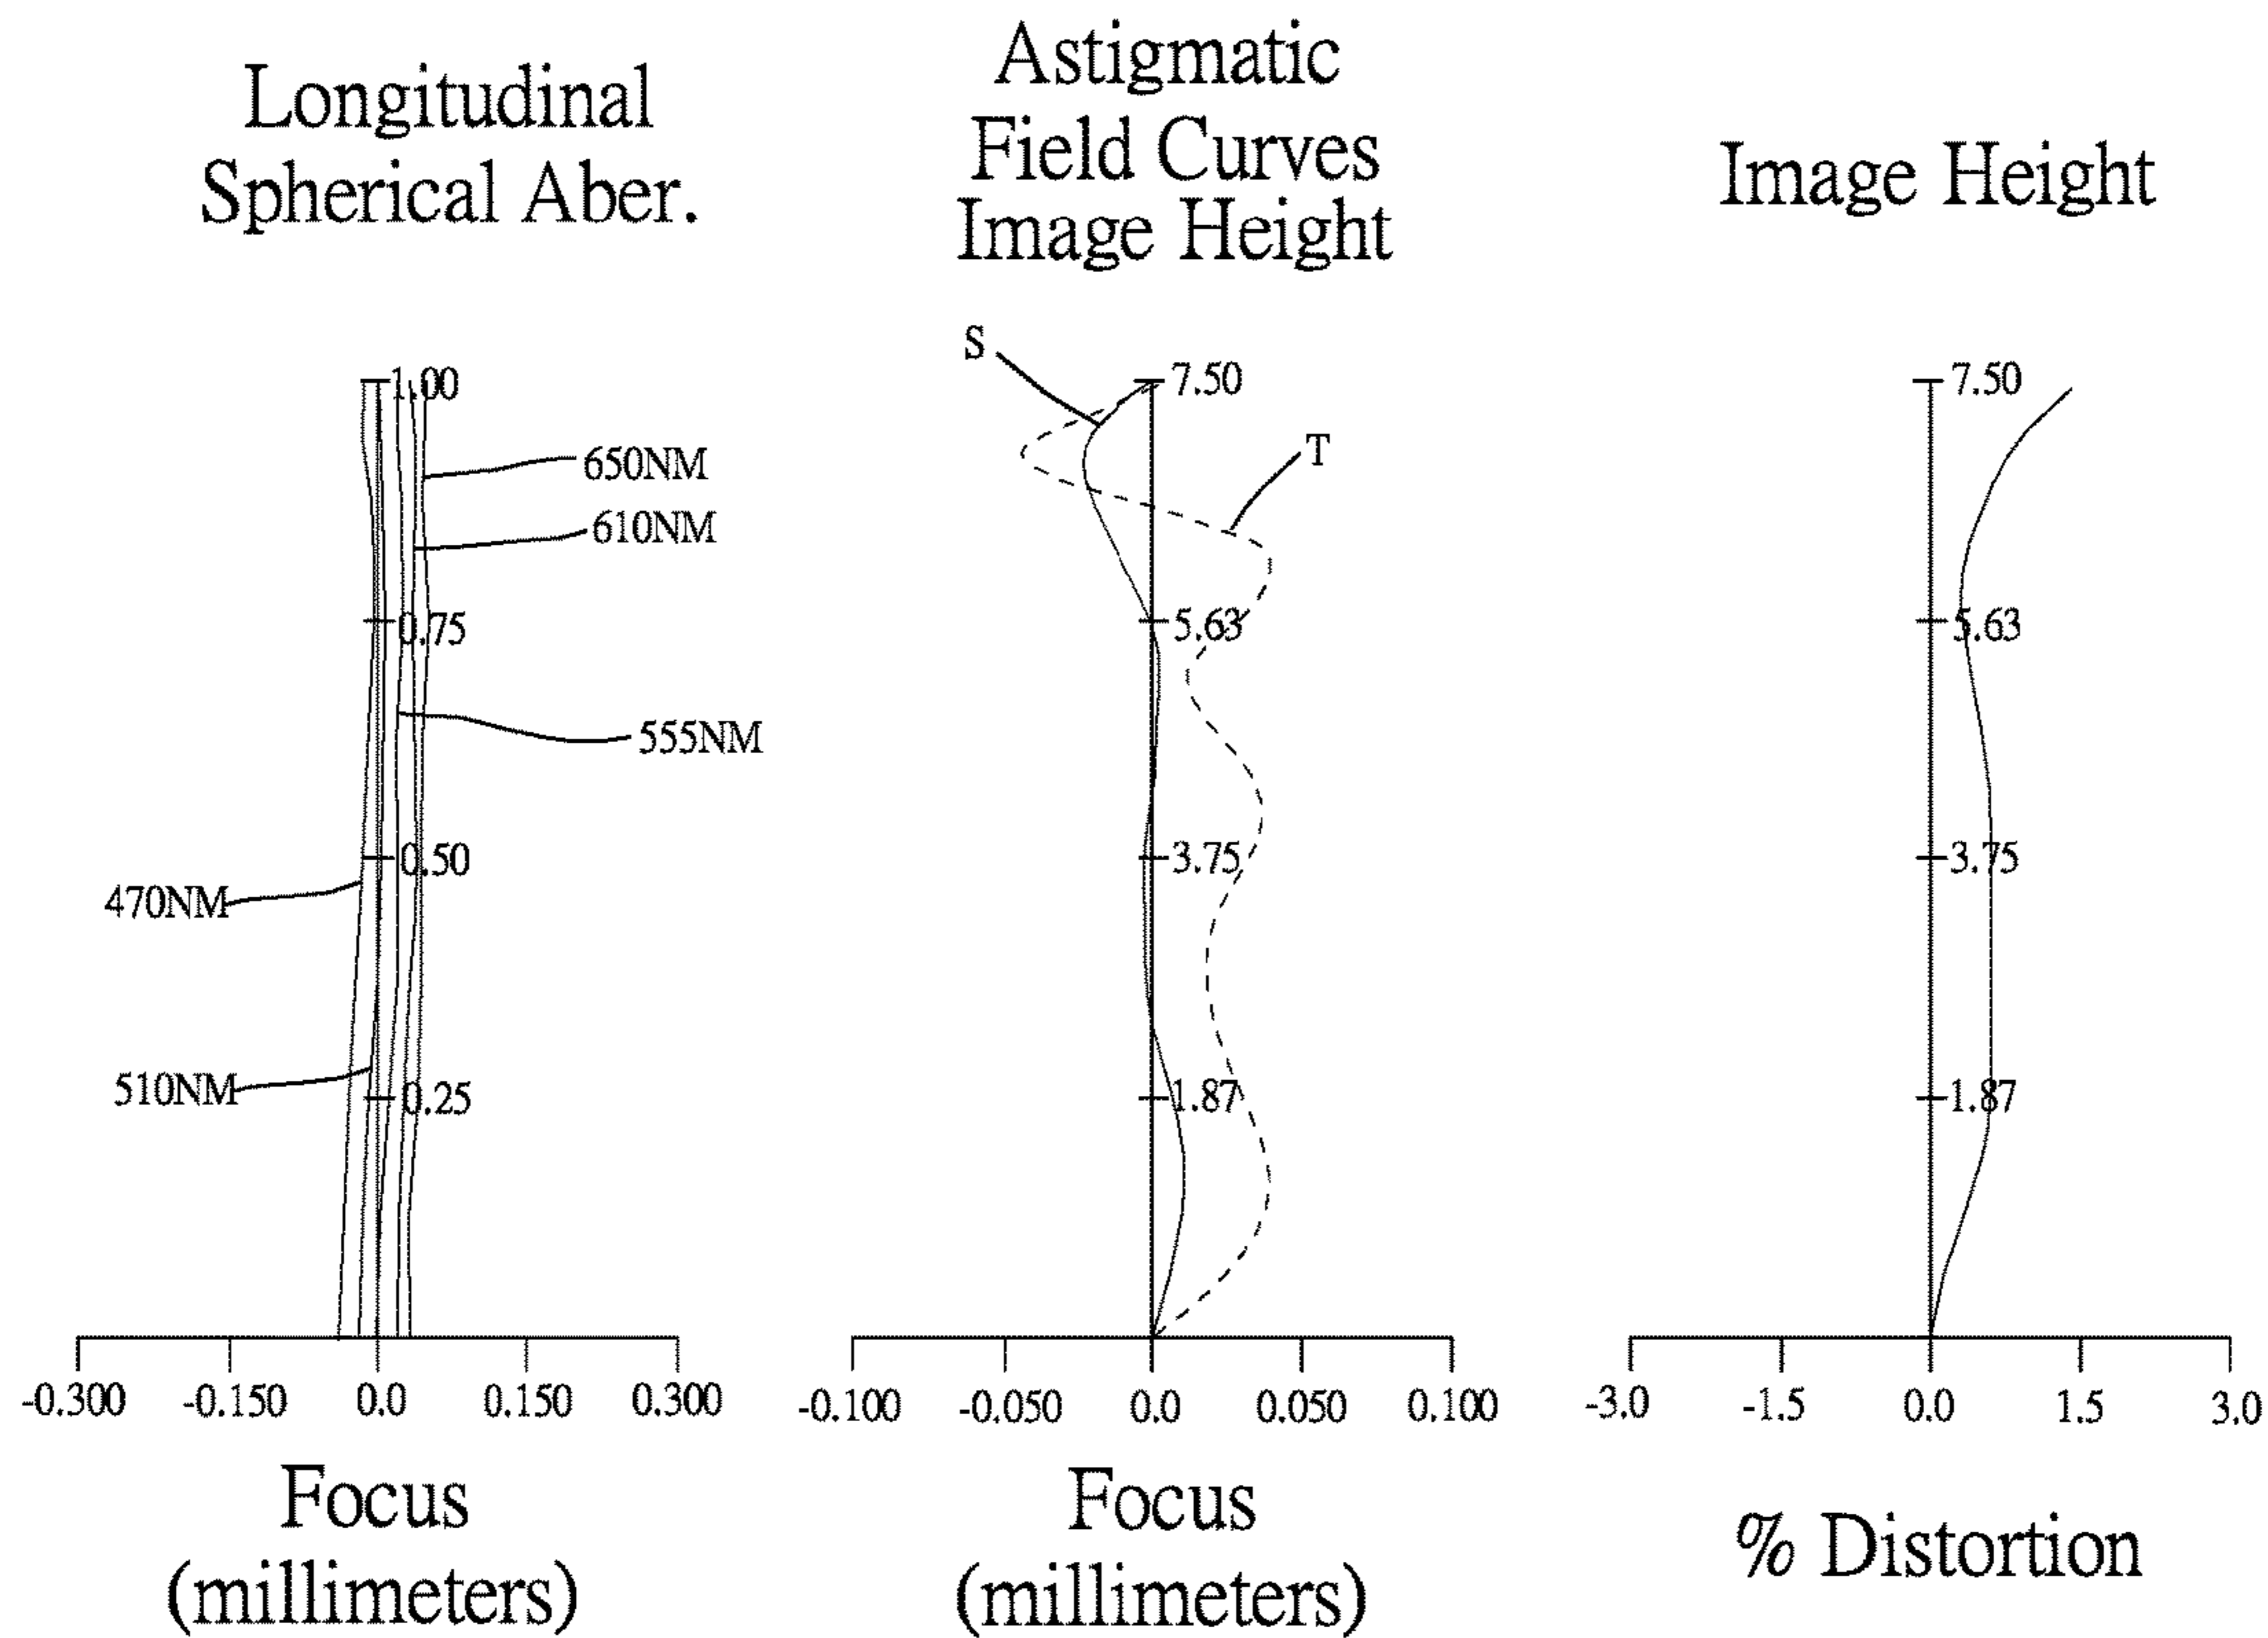 Longitudinal
Spherical Aber.
1.00
650NM
610NM
0.75
555NM
0.50
470NM
510NM
0.25
-0.300 -0.150 0.0 0.150 0.300
Focus
(millimeters)
Astigmatic
Field Curves
Image Height
S
7.50
T
5.63
3.75
1.87
-0.100 -0.050 0.0 0.050 0.100
Focus
(millimeters)
Image Height
7.50
5.63
3.75
1.87
-3.0 -1.5 0.0 1.5 3.0
% Distortion